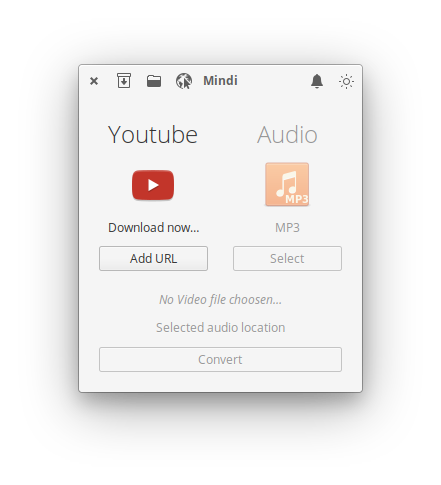 Mindi
Youtube
Audio
MP3
Download now...
MP3
Add URL
Select
No Video file choosen...
Selected audio location
Convert